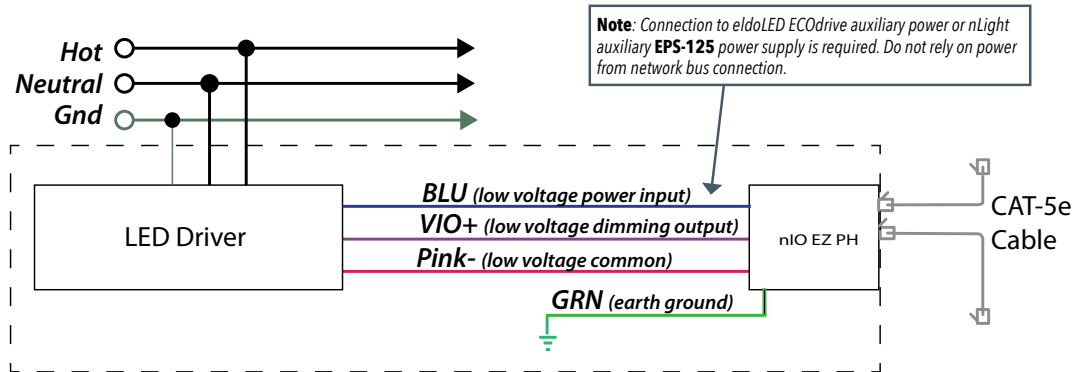 Note: Connection to eldoLED ECOdrive auxiliary power or nLight
auxiliary EPS-125 power supply is required. Do not rely on power
from network bus connection.
Hot
Neutral
Gnd
BLU (low voltage power input)
VIO+ (low voltage dimming output)
Pink- (low voltage common)
GRN (earth ground)
LED Driver
nIO EZ PH
CAT-5e
Cable